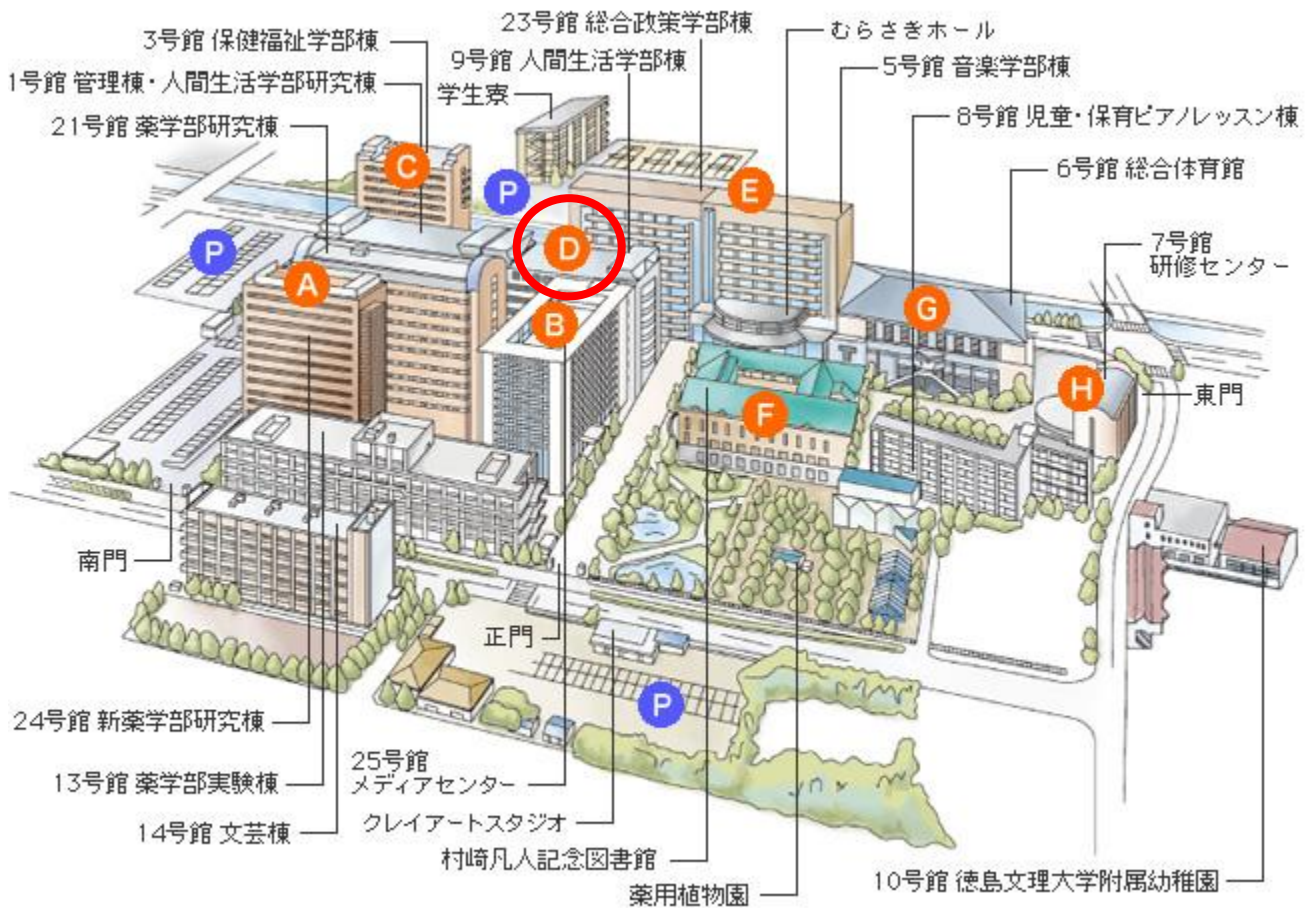 23号館 総合政策学部棟
むらさきホール
3号館 保健福祉学部棟
9号館 人間生活学部棟
5号館 音楽学部棟
1号館 管理棟・人間生活学部研究棟
学生寮
8号館 児童・保育ピアノレッスン棟
21号館 薬学部研究棟
6号館 総合体育館
C
P
E
7号館
研修センター
P
D
A
B
G
H
東門
F
南門
正門
24号館 新薬学部研究棟
P
25号館
メディアセンター
13号館 薬学部実験棟
クレイアートスタジオ
14号館 文芸棟
村崎凡人記念図書館
薬用植物園
10号館 徳島文理大学附属幼稚園